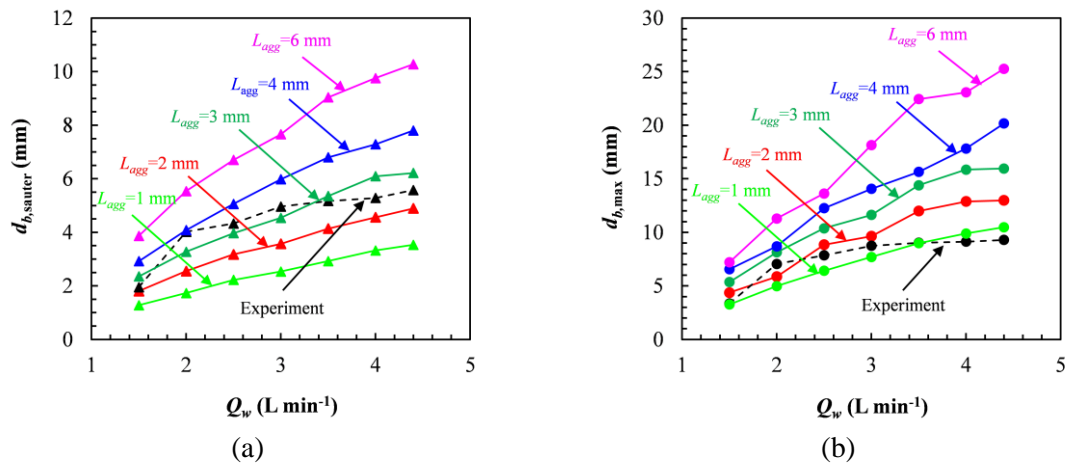 12
10
8
6
4
2
0
1
2
3
4
5
d_b,sauter (mm)
Q_w (L min⁻¹)
L_agg=6 mm
L_agg=4 mm
L_agg=3 mm
L_agg=2 mm
L_agg=1 mm
Experiment
(a)
30
25
20
15
10
5
0
1
2
3
4
5
d_b,max (mm)
Q_w (L min⁻¹)
L_agg=6 mm
L_agg=4 mm
L_agg=3 mm
L_agg=2 mm
L_agg=1 mm
Experiment
(b)